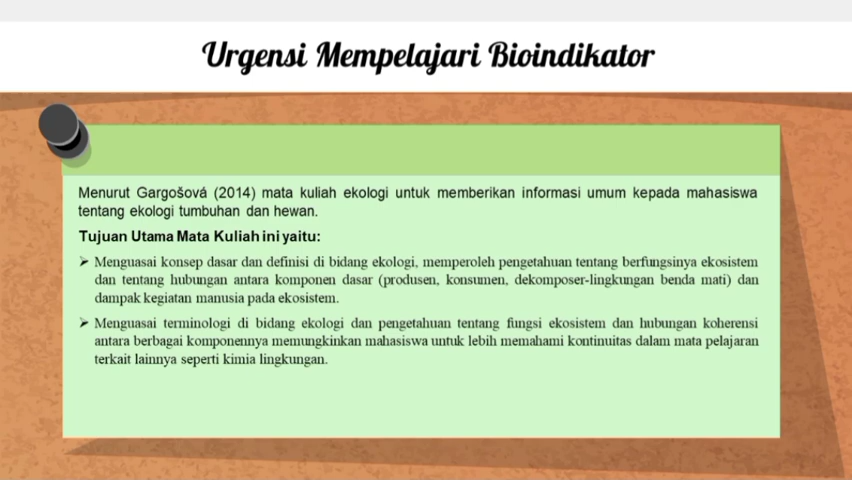 Urgensi Mempelajari Bioindikator
Menurut Gargošová (2014) mata kuliah ekologi untuk memberikan informasi umum kepada mahasiswa
tentang ekologi tumbuhan dan hewan.
Tujuan Utama Mata Kuliah ini yaitu:
➢ Menguasai konsep dasar dan definisi di bidang ekologi, memperoleh pengetahuan tentang berfungsinya ekosistem
dan tentang hubungan antara komponen dasar (produsen, konsumen, dekomposer-lingkungan benda mati) dan
dampak kegiatan manusia pada ekosistem.
➢ Menguasai terminologi di bidang ekologi dan pengetahuan tentang fungsi ekosistem dan hubungan koherensi
antara berbagai komponennya memungkinkan mahasiswa untuk lebih memahami kontinuitas dalam mata pelajaran
terkait lainnya seperti kimia lingkungan.